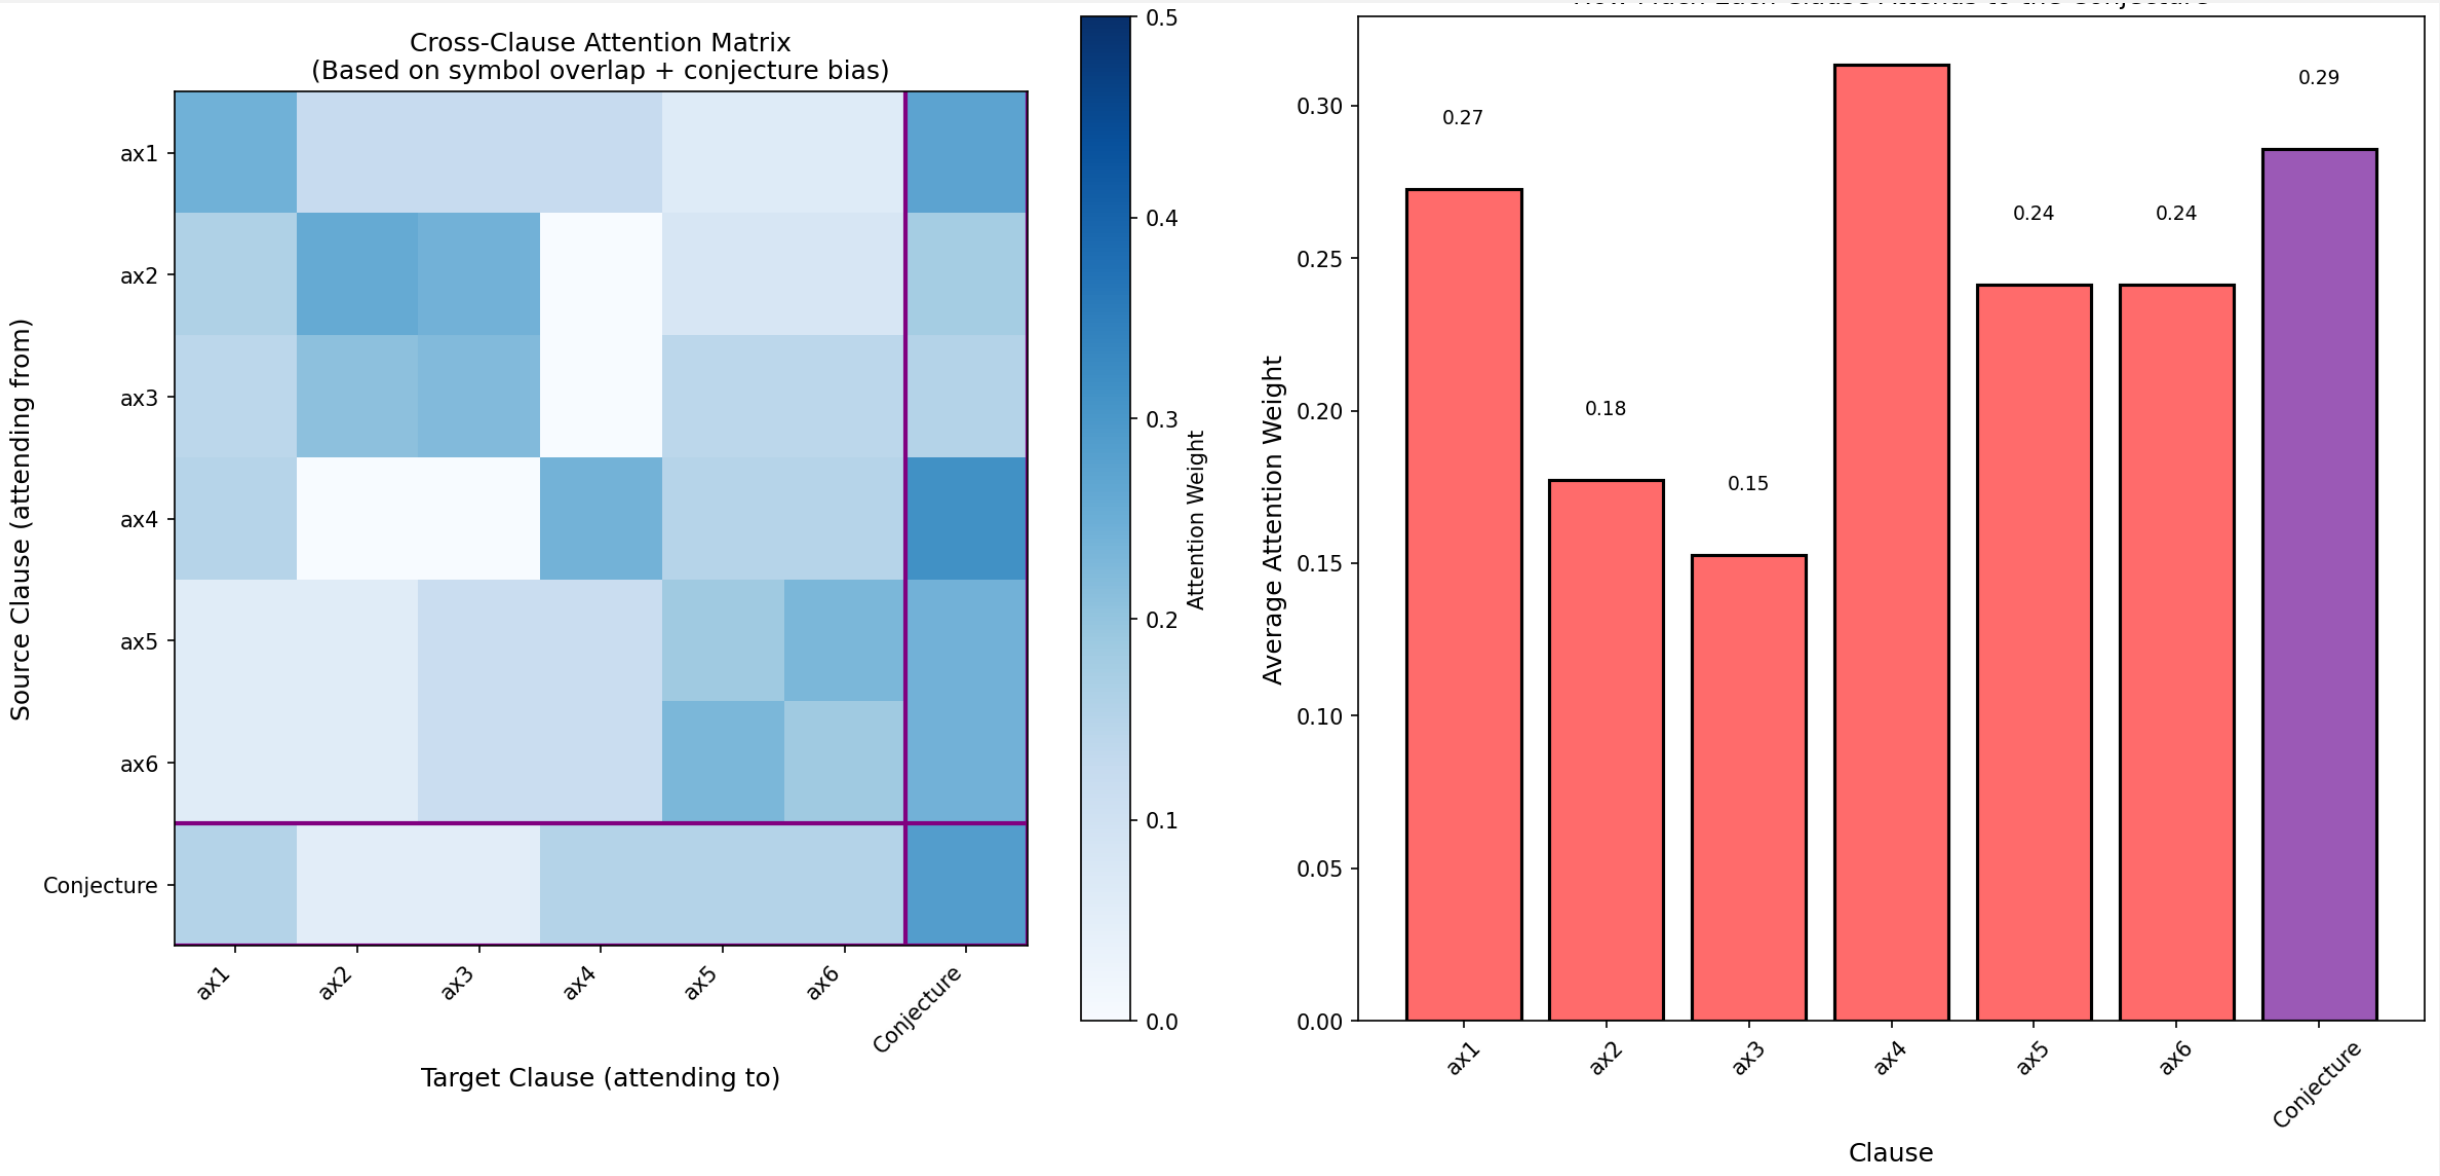 Cross-Clause Attention Matrix
(Based on symbol overlap + conjecture bias)
Source Clause (attending from)
ax1
ax2
ax3
ax4
ax5
ax6
Conjecture
ax1
ax2
ax3
ax4
ax5
ax6
Conjecture
Target Clause (attending to)
0.5
0.4
0.3
0.2
0.1
0.0
Attention Weight
Average Attention Weight
0.30
0.25
0.20
0.15
0.10
0.05
0.00
0.27
0.18
0.15
0.24
0.24
0.29
ax1
ax2
ax3
ax4
ax5
ax6
Conjecture
Clause